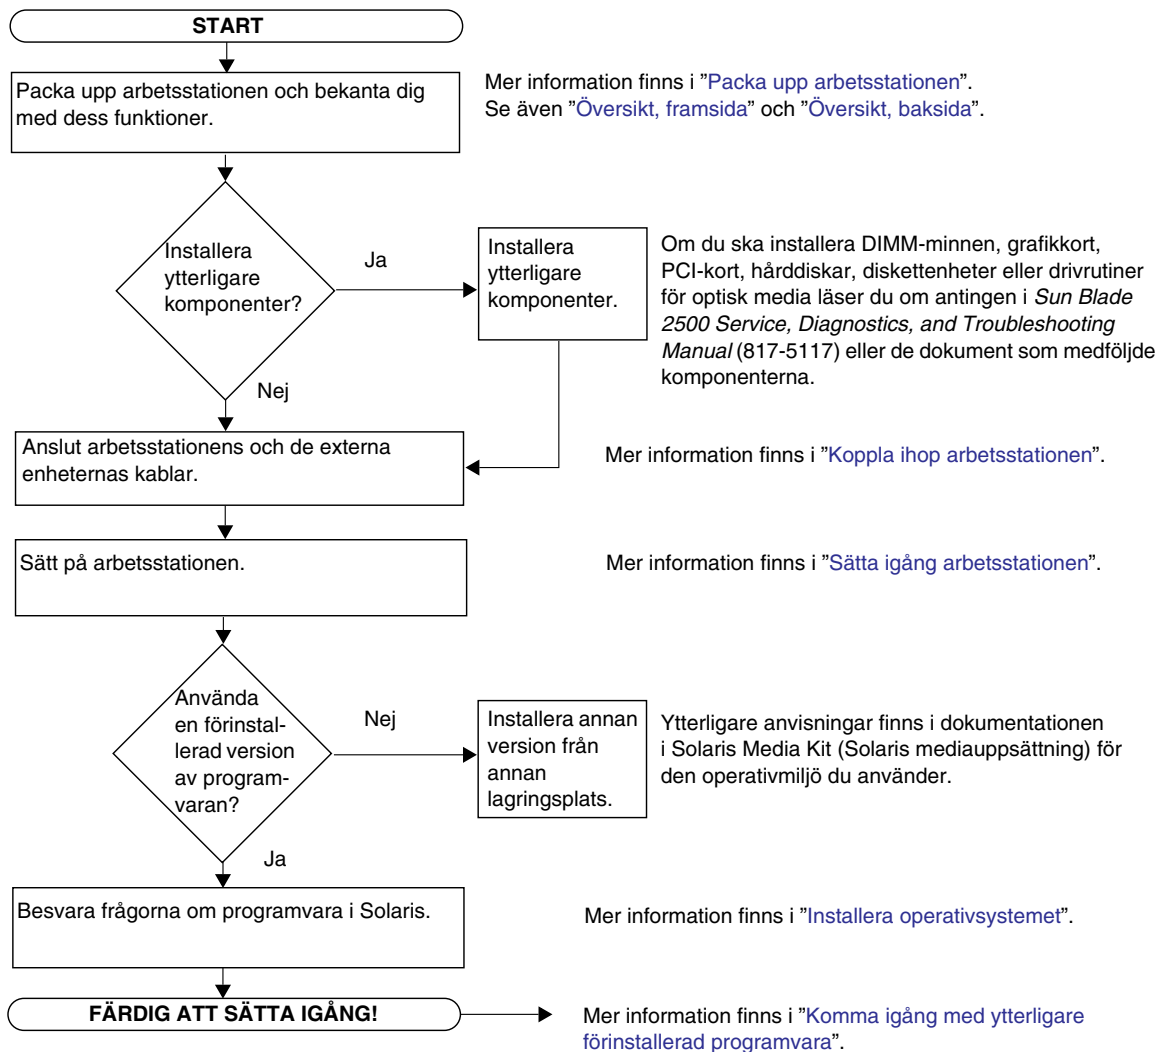 START
Packa upp arbetsstationen och bekanta dig
med dess funktioner.
Mer information finns i ”Packa upp arbetsstationen”.
Se även ”Översikt, framsida” och ”Översikt, baksida”.
Installera
ytterligare
komponenter?
Ja
Installera
ytterligare
komponenter.
Om du ska installera DIMM-minnen, grafikkort,
PCI-kort, hårddiskar, diskettenheter eller drivrutiner
för optisk media läser du om antingen i Sun Blade
2500 Service, Diagnostics, and Troubleshooting
Manual (817-5117) eller de dokument som medföljde
komponenterna.
Nej
Anslut arbetsstationens och de externa
enheternas kablar.
Mer information finns i ”Koppla ihop arbetsstationen”.
Sätt på arbetsstationen.
Mer information finns i ”Sätta igång arbetsstationen”.
Använda
en förinstal-
lerad version
av program-
varan?
Nej
Installera annan
version från
annan
lagringsplats.
Ytterligare anvisningar finns i dokumentationen
i Solaris Media Kit (Solaris mediauppsättning) för
den operativmiljö du använder.
Ja
Besvara frågorna om programvara i Solaris.
Mer information finns i ”Installera operativsystemet”.
FÄRDIG ATT SÄTTA IGÅNG!
Mer information finns i ”Komma igång med ytterligare
förinstallerad programvara”.